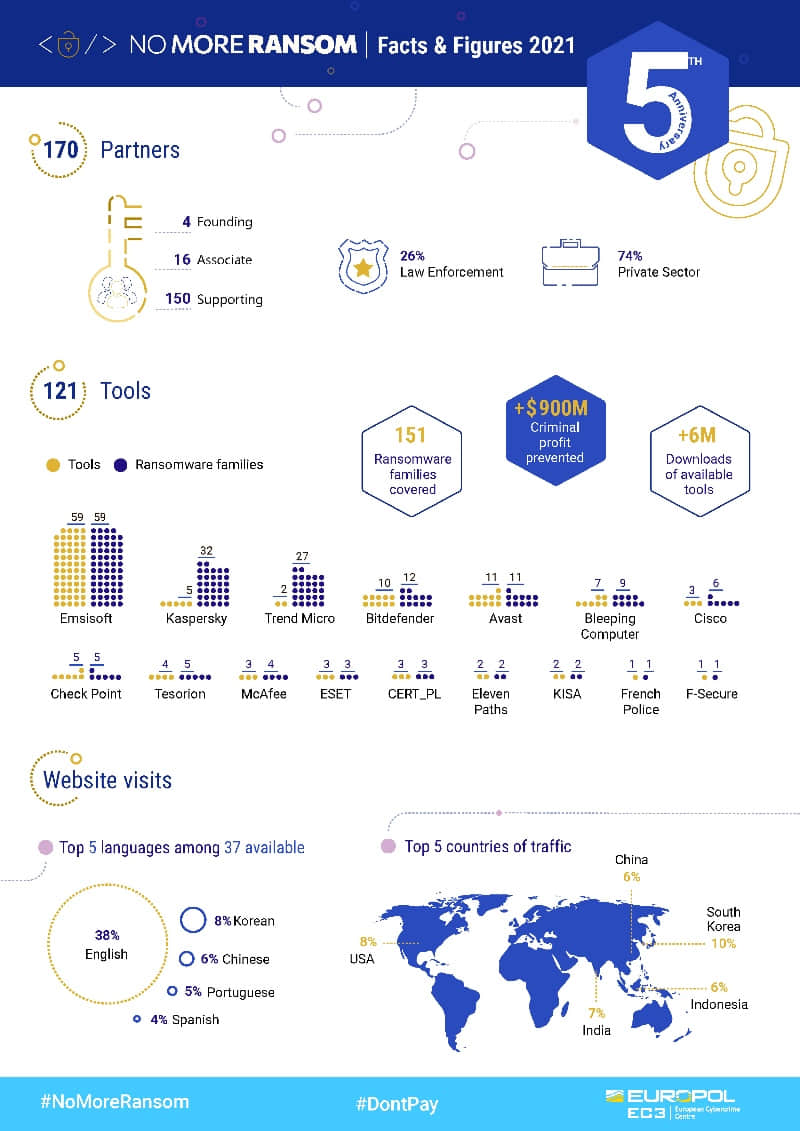 </> NO MORE RANSOM | Facts & Figures 2021
5TH
Anniversary
170 Partners
4 Founding
16 Associate
150 Supporting
26%
Law Enforcement
74%
Private Sector
121 Tools
Tools
Ransomware families
151
Ransomware
families
covered
+$900M
Criminal
profit
prevented
+6M
Downloads
of available
tools
59 59
Emsisoft
5 32
Kaspersky
2 27
Trend Micro
10 12
Bitdefender
11 11
Avast
7 9
Bleeping
Computer
3 6
Cisco
5 5
Check Point
4 5
Tesorion
3 4
McAfee
3 3
ESET
3 3
CERT_PL
2 2
Eleven
Paths
2 2
KISA
1 1
French
Police
1 1
F-Secure
Website visits
Top 5 languages among 37 available
38%
English
8% Korean
6% Chinese
5% Portuguese
4% Spanish
Top 5 countries of traffic
China
6%
South
Korea
10%
8%
USA
6%
Indonesia
7%
India
#NoMoreRansom
#DontPay
EUROPOL
EC3 | European Cybercrime
Centre